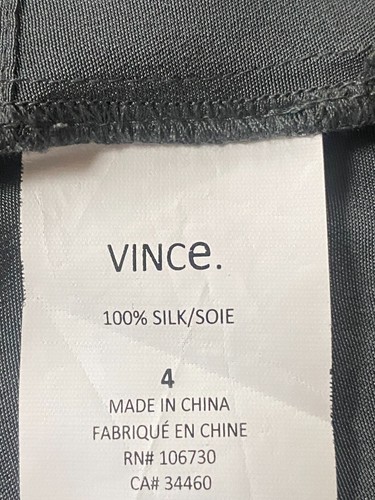 VINCe.
100% SILK/SOIE
4
MADE IN CHINA
FABRIQUÉ EN CHINE
RN# 106730
CA# 34460